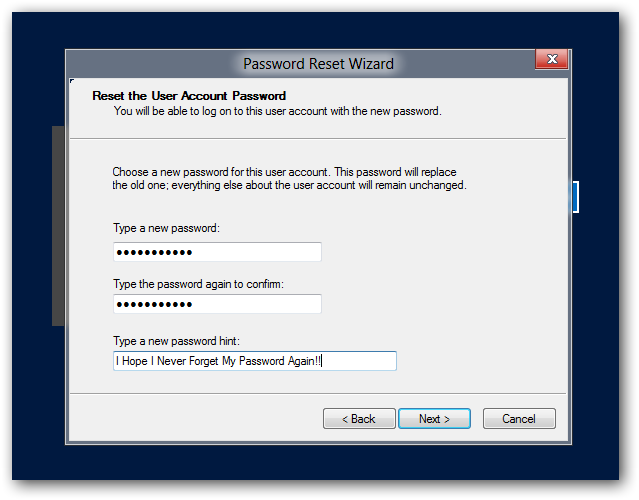 Password Reset Wizard
Reset the User Account Password
You will be able to log on to this user account with the new password.
Choose a new password for this user account. This password will replace
the old one; everything else about the user account will remain unchanged.
Type a new password:
●●●●●●●●●●●
Type the password again to confirm:
●●●●●●●●●●●
Type a new password hint:
I Hope I Never Forget My Password Again!!
< Back Next > Cancel